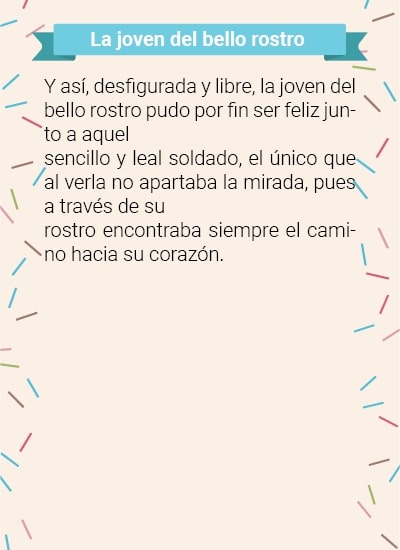 La joven del bello rostro
Y así, desfigurada y libre, la joven del
bello rostro pudo por fin ser feliz jun-
to a aquel
sencillo y leal soldado, el único que
al verla no apartaba la mirada, pues
a través de su
rostro encontraba siempre el cami-
no hacia su corazón.